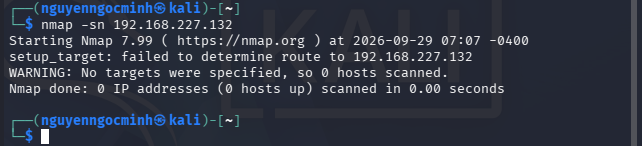 ┌──(nguyenngocminh㉿kali)-[~]
└─$ nmap -sn 192.168.227.132
Starting Nmap 7.99 ( https://nmap.org ) at 2026-09-29 07:07 -0400
setup_target: failed to determine route to 192.168.227.132
WARNING: No targets were specified, so 0 hosts scanned.
Nmap done: 0 IP addresses (0 hosts up) scanned in 0.00 seconds

┌──(nguyenngocminh㉿kali)-[~]
└─$